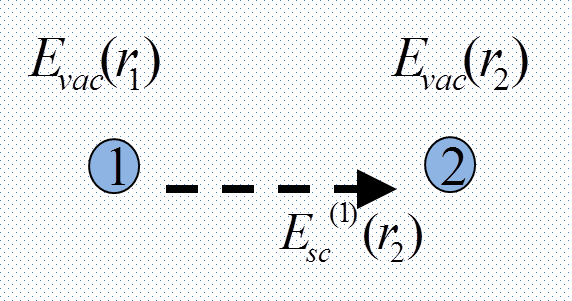 E_vac(r_1) E_vac(r_2)
1 2
E_sc^(1)(r_2)